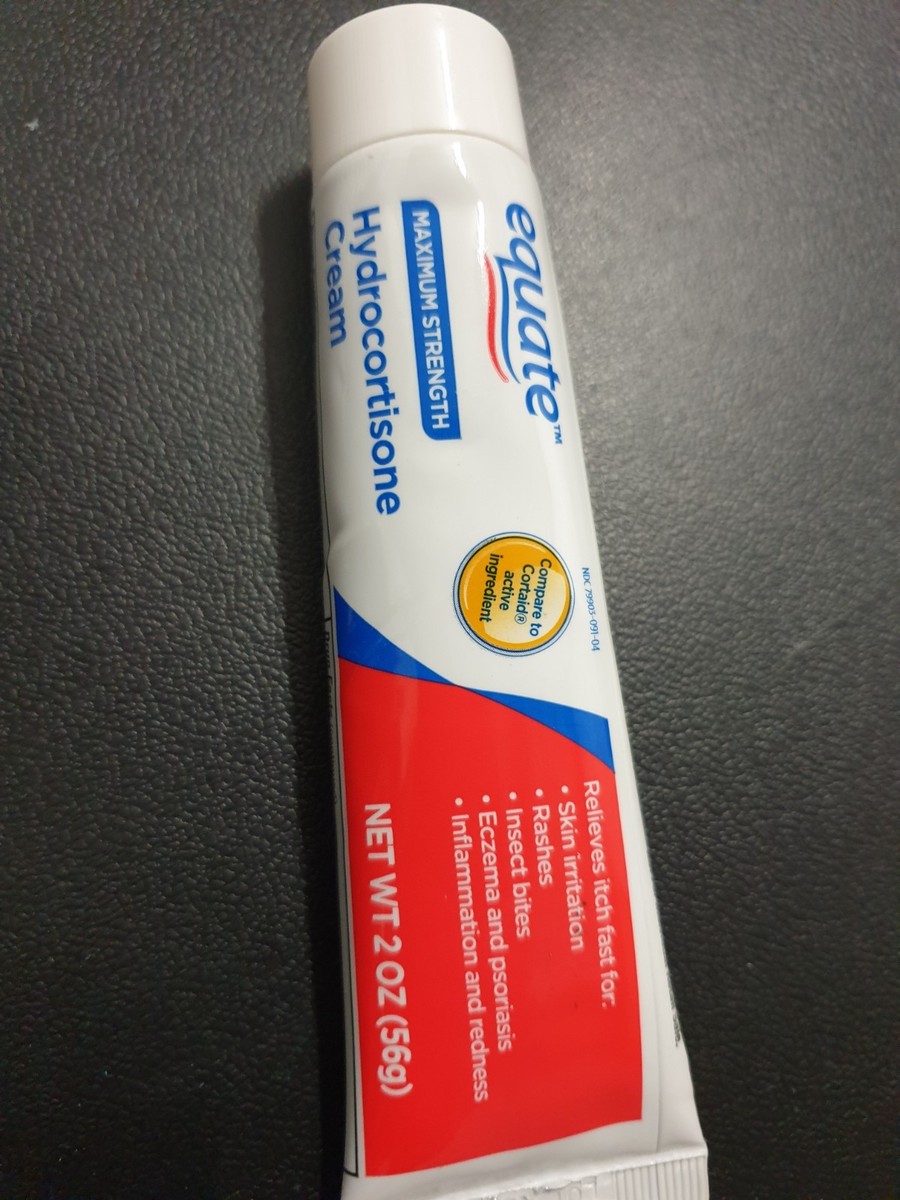 equate™
MAXIMUM STRENGTH
Hydrocortisone
Cream
NDC 79903-091-04
Compare to
Cortaid®
active
ingredient
Relieves itch fast for:
• Skin irritation
• Rashes
• Insect bites
• Eczema and psoriasis
• Inflammation and redness
NET WT 2 OZ (56g)